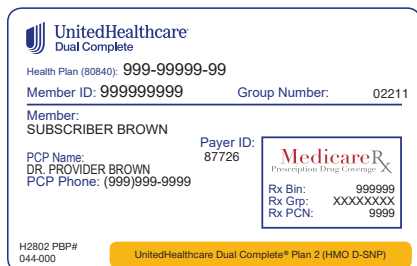 UnitedHealthcare®
Dual Complete
Health Plan (80840): 999-99999-99
Member ID: 999999999 Group Number: 02211
Member:
SUBSCRIBER BROWN
Payer ID:
87726
PCP Name:
DR. PROVIDER BROWN
PCP Phone: (999)999-9999
MedicareRx
Prescription Drug Coverage
Rx Bin: 999999
Rx Grp: XXXXXXXX
Rx PCN: 9999
H2802 PBP#
044-000
UnitedHealthcare Dual Complete® Plan 2 (HMO D-SNP)